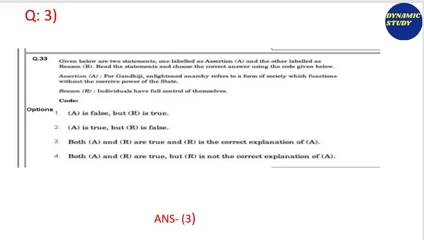 Q: 3)
DYNAMIC
STUDY
Q.33
Given below are two statements, one labelled as Assertion (A) and the other labelled as
Reason (R). Read the statements and choose the correct answer using the code given below.
Assertion (A) : For Gandhiji, enlightened anarchy refers to a form of society which functions
without the coercive power of the State.
Reason (R) : Individuals have full control of themselves.
Code:
Options
1. (A) is false, but (R) is true.
2. (A) is true, but (R) is false.
3. Both (A) and (R) are true and (R) is the correct explanation of (A).
4. Both (A) and (R) are true, but (R) is not the correct explanation of (A).
ANS- (3)